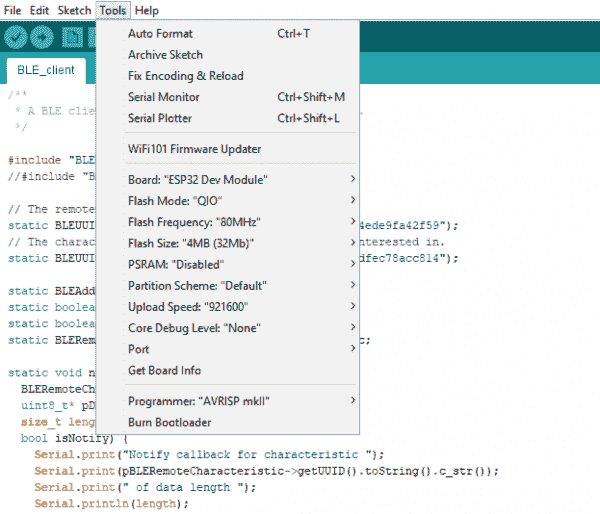 File Edit Sketch Tools Help
Auto Format Ctrl+T
Archive Sketch
Fix Encoding & Reload
Serial Monitor Ctrl+Shift+M
Serial Plotter Ctrl+Shift+L
WiFi101 Firmware Updater
Board: "ESP32 Dev Module"
Flash Mode: "QIO"
Flash Frequency: "80MHz"
Flash Size: "4MB (32Mb)"
PSRAM: "Disabled"
Partition Scheme: "Default"
Upload Speed: "921600"
Core Debug Level: "None"
Port
Get Board Info
Programmer: "AVRISP mkII"
Burn Bootloader
BLE_client
/**
* A BLE clie .
*/
#include "BLE
//#include "B
// The remote
static BLEUUI 4ede9fa42f59");
// The charac nterested in.
static BLEUUI dfec78acc814");
static BLEAdd
static boolea
static boolea
static BLERem c;
static void n
BLERemoteCh
uint8_t* pD
size_t leng
bool isNotify) {
Serial.print("Notify callback for characteristic ");
Serial.print(pBLERemoteCharacteristic->getUUID().toString().c_str());
Serial.print(" of data length ");
Serial.println(length);